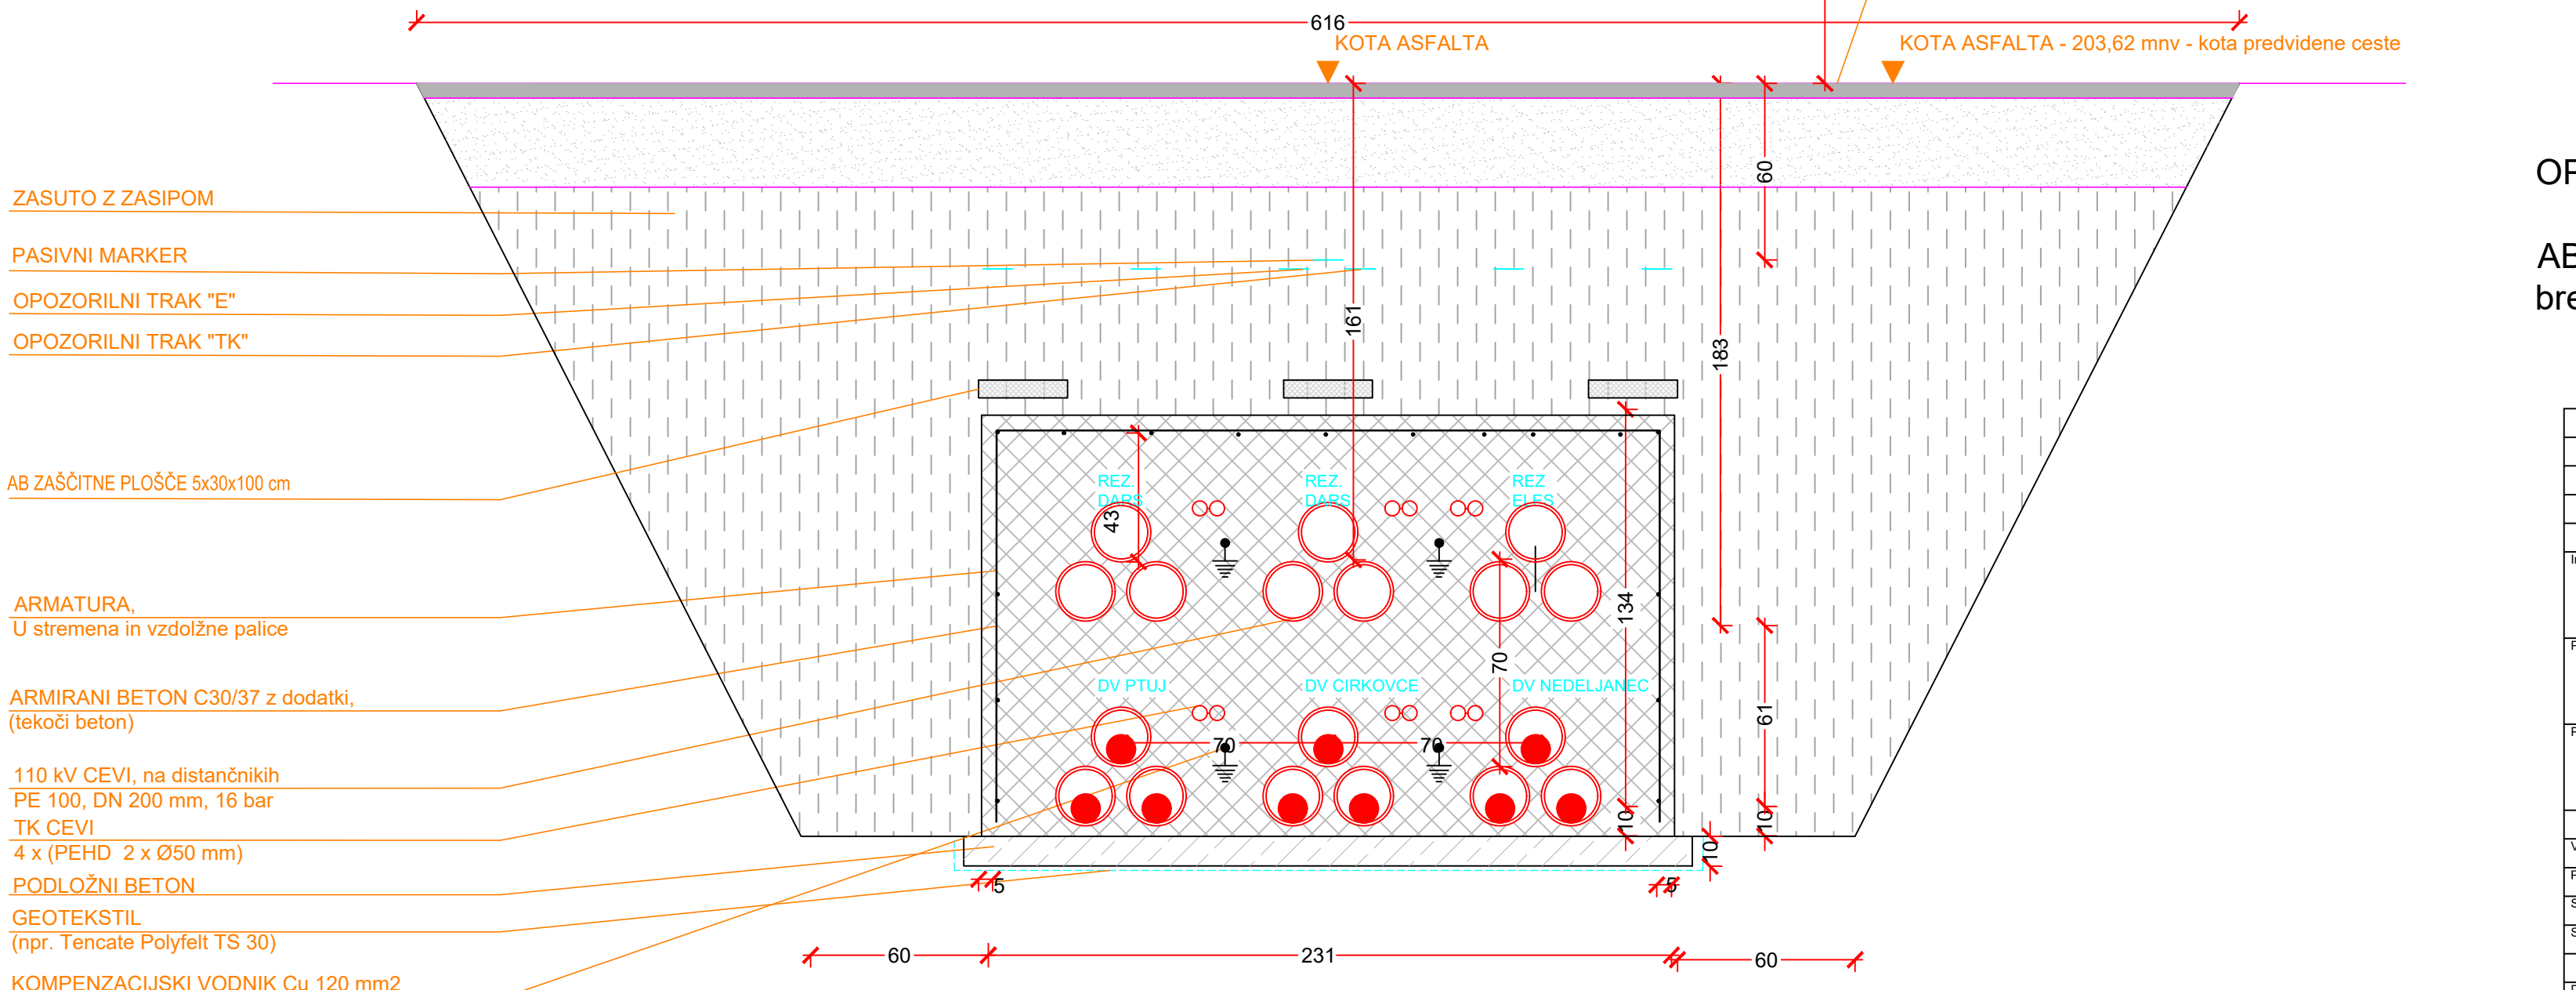 616
KOTA ASFALTA
KOTA ASFALTA - 203,62 mnv - kota predvidene ceste
ZASUTO Z ZASIPOM
PASIVNI MARKER
OPOZORILNI TRAK "E"
OPOZORILNI TRAK "TK"
AB ZAŠČITNE PLOŠČE 5x30x100 cm
ARMATURA,
U stremena in vzdolžne palice
ARMIRANI BETON C30/37 z dodatki,
(tekoči beton)
110 kV CEVI, na distančnikih
PE 100, DN 200 mm, 16 bar
TK CEVI
4 x (PEHD 2 x Ø50 mm)
PODLOŽNI BETON
GEOTEKSTIL
(npr. Tencate Polyfelt TS 30)
KOMPENZACIJSKI VODNIK Cu 120 mm2
60
161
183
REZ.
DARS
REZ.
DARS
REZ
ELES
43
134
70
DV PTUJ
DV CIRKOVCE
DV NEDELJANEC
61
70
70
10
10
10
5
5
60
231
60
AB
bre